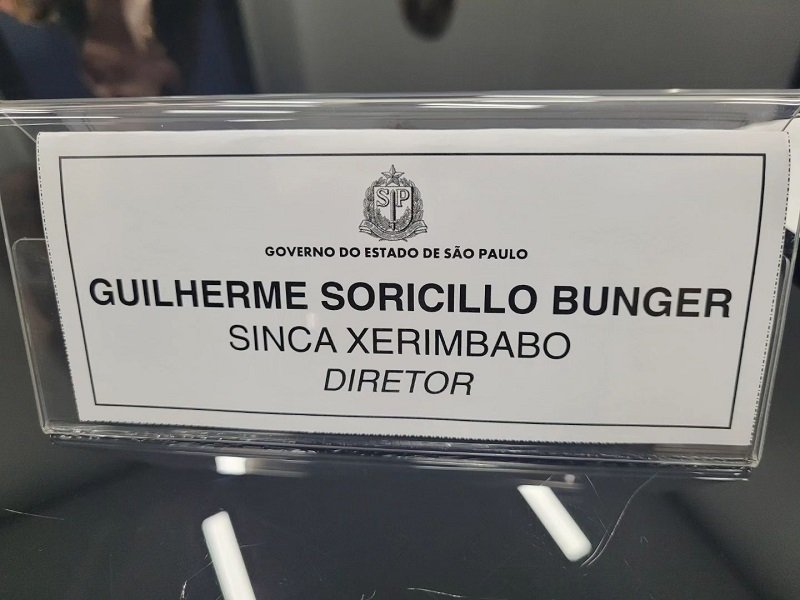 SP
GOVERNO DO ESTADO DE SÃO PAULO
GUILHERME SORICILLO BUNGER
SINCA XERIMBABO
DIRETOR